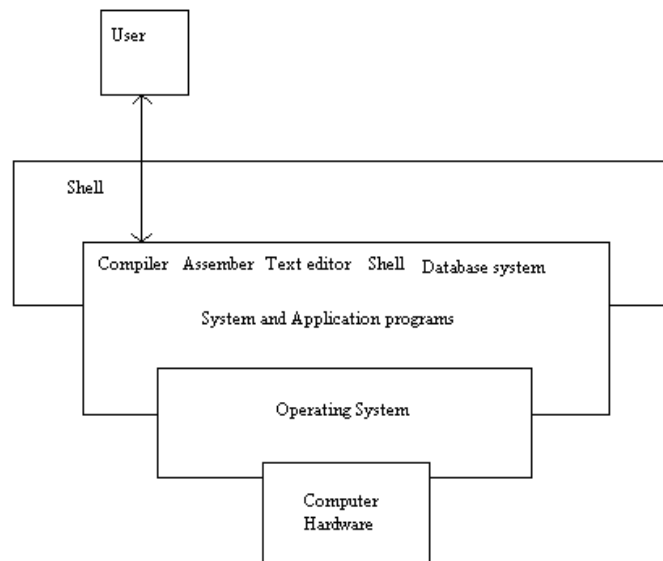 User
Shell
Compiler Assember Text editor Shell Database system
System and Application programs
Operating System
Computer
Hardware